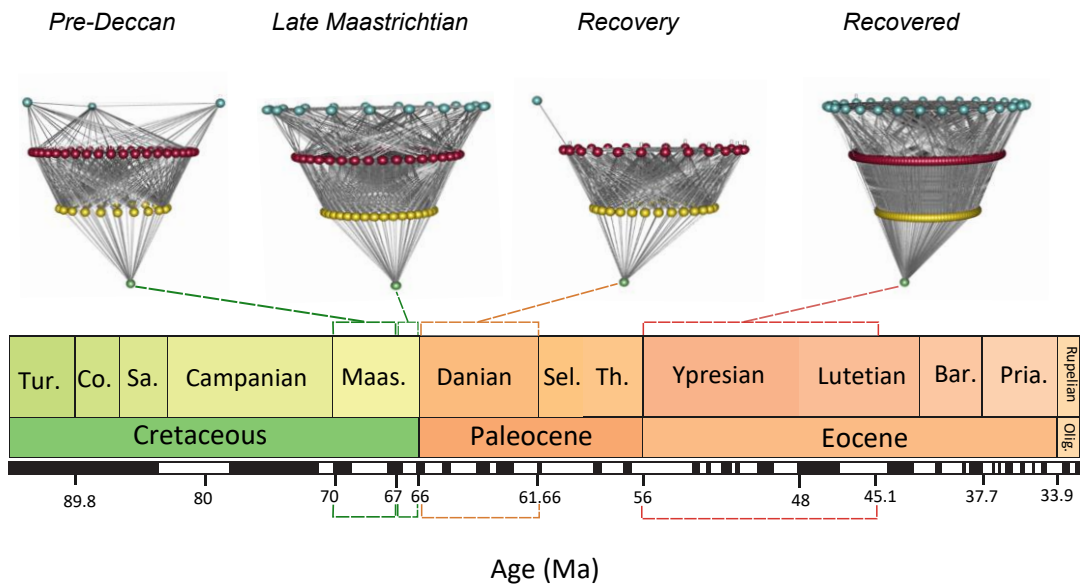 Pre-Deccan Late Maastrichtian Recovery Recovered
Tur. Co. Sa. Campanian Maas. Danian Sel. Th. Ypresian Lutetian Bar. Pria. Rupelian
Cretaceous Paleocene Eocene Olig.
89.8 80 70 67 66 61.66 56 48 45.1 37.7 33.9
Age (Ma)